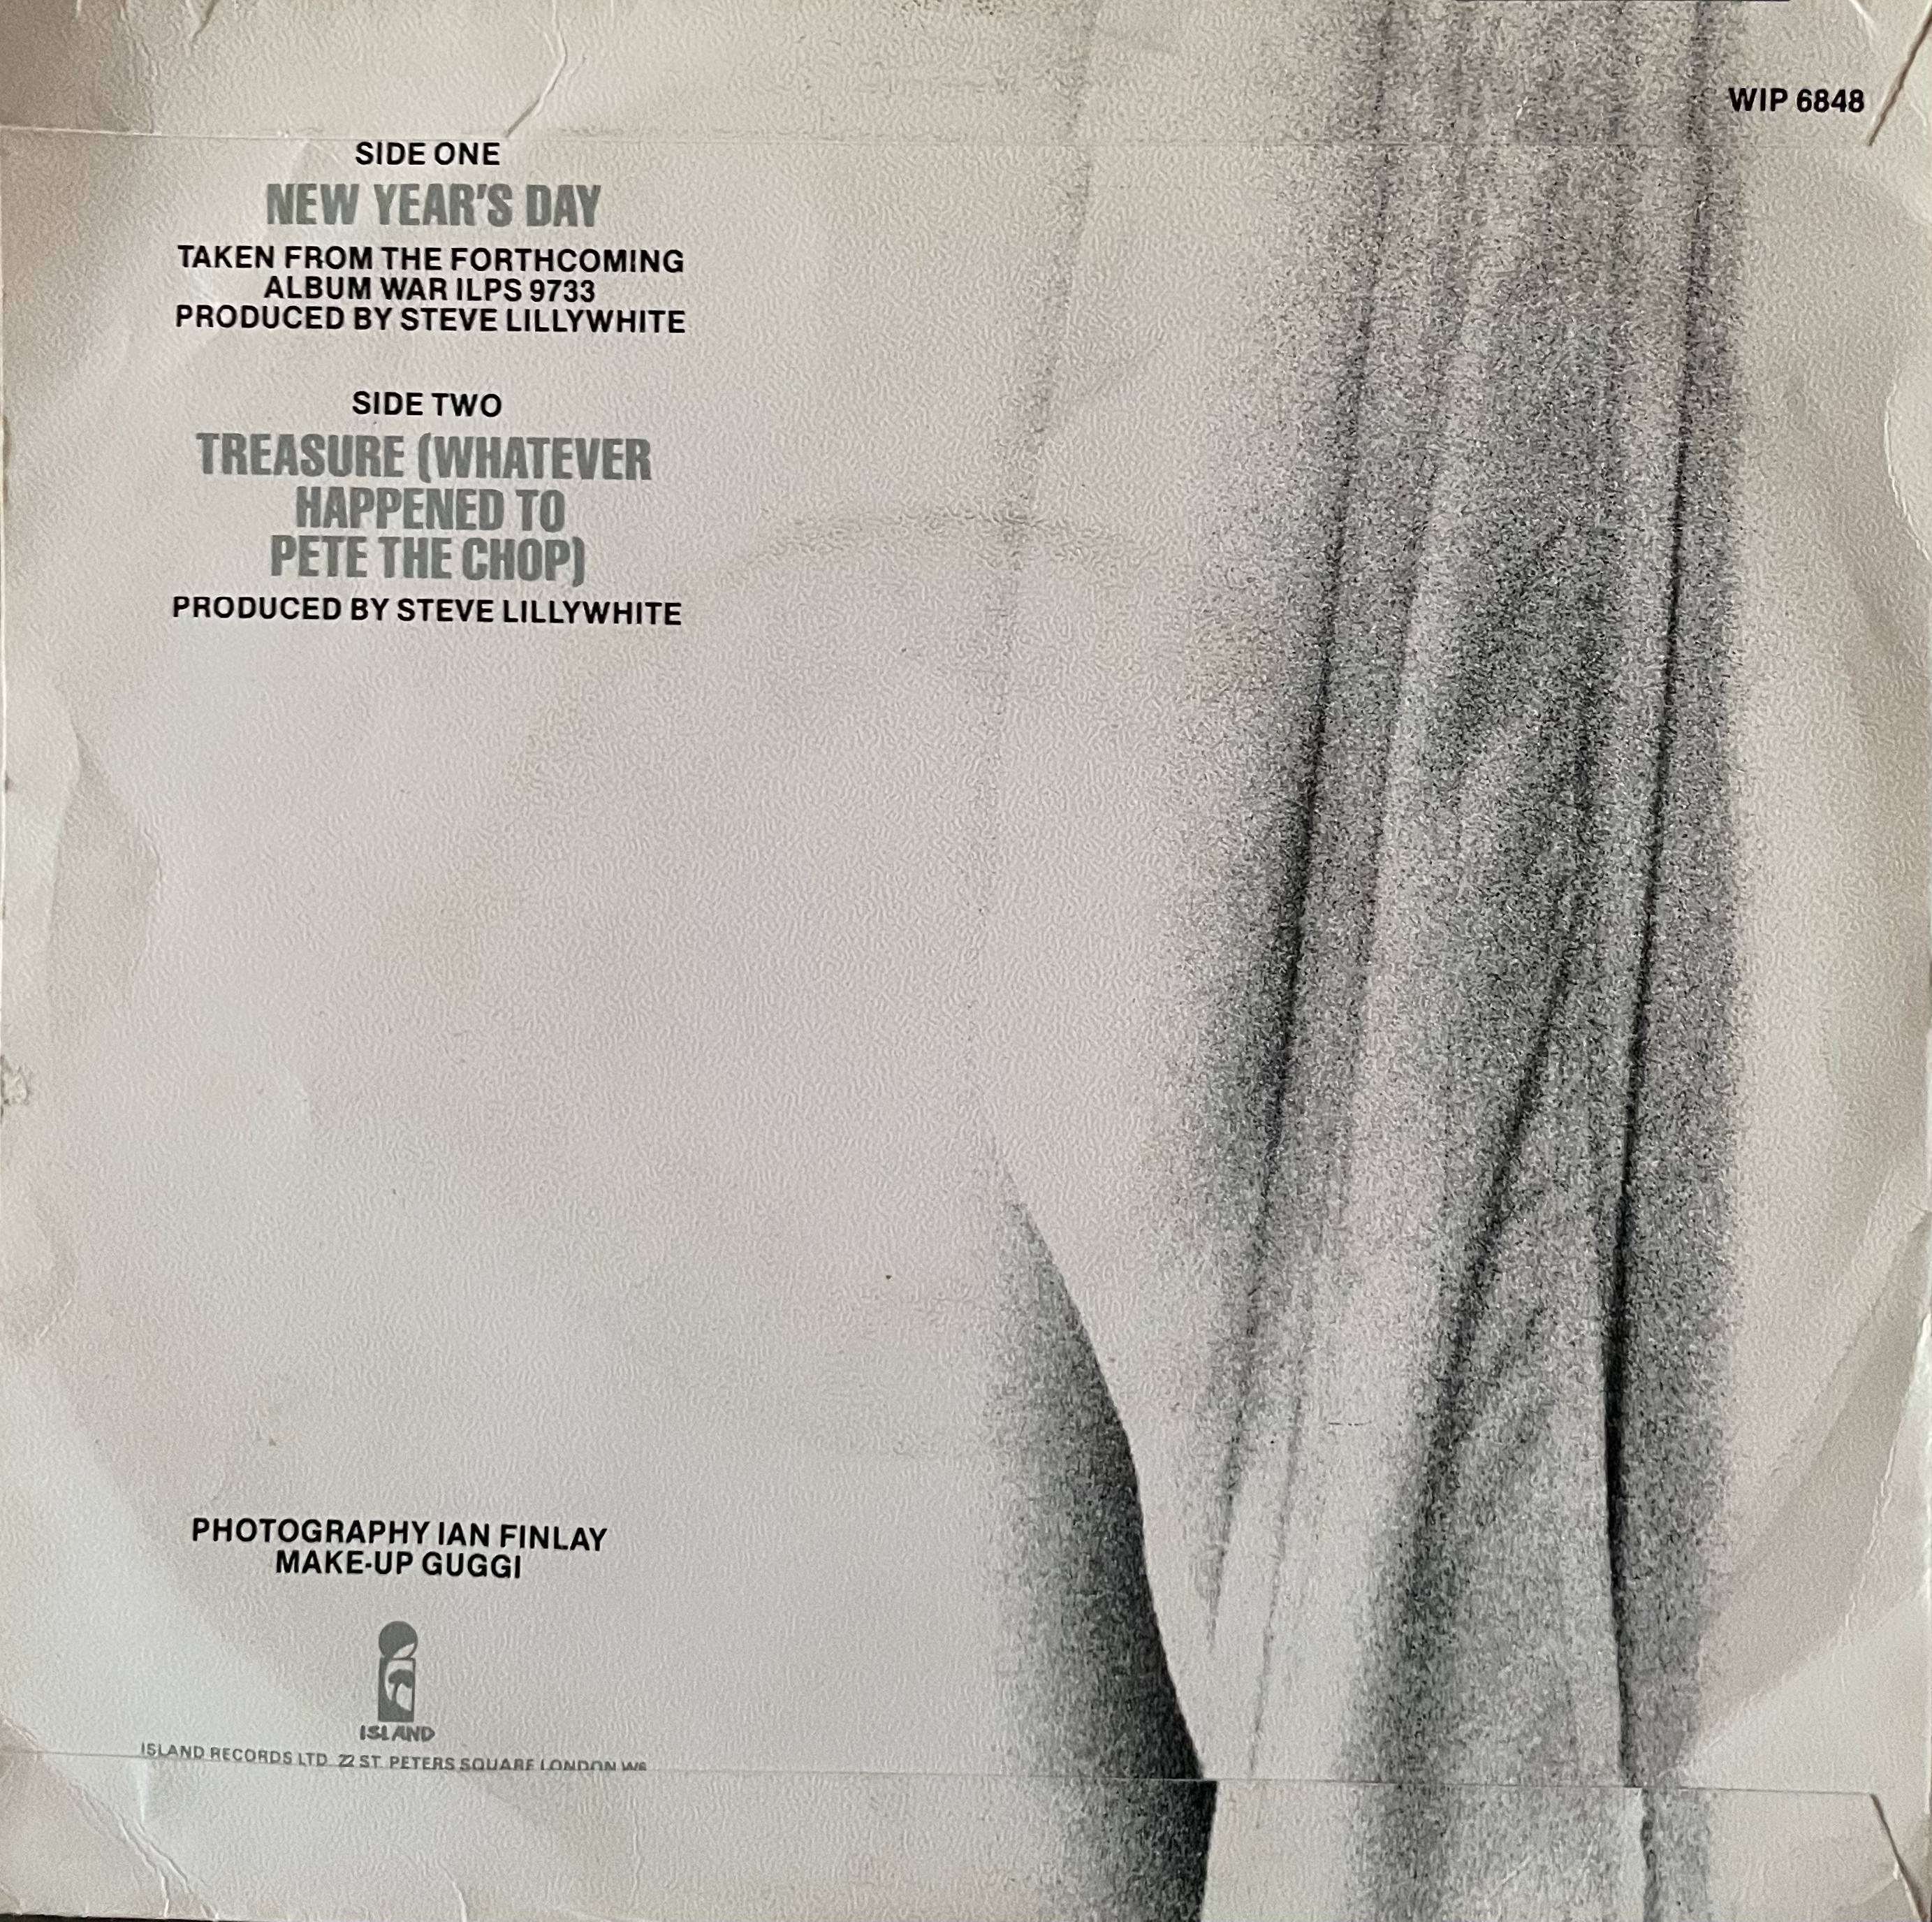 WIP 6848
SIDE ONE
NEW YEAR'S DAY
TAKEN FROM THE FORTHCOMING
ALBUM WAR ILPS 9733
PRODUCED BY STEVE LILLYWHITE
SIDE TWO
TREASURE (WHATEVER
HAPPENED TO
PETE THE CHOP)
PRODUCED BY STEVE LILLYWHITE
PHOTOGRAPHY IAN FINLAY
MAKE-UP GUGGI
ISLAND
ISLAND RECORDS LTD. 22 ST. PETERS SQUARE LONDON W6